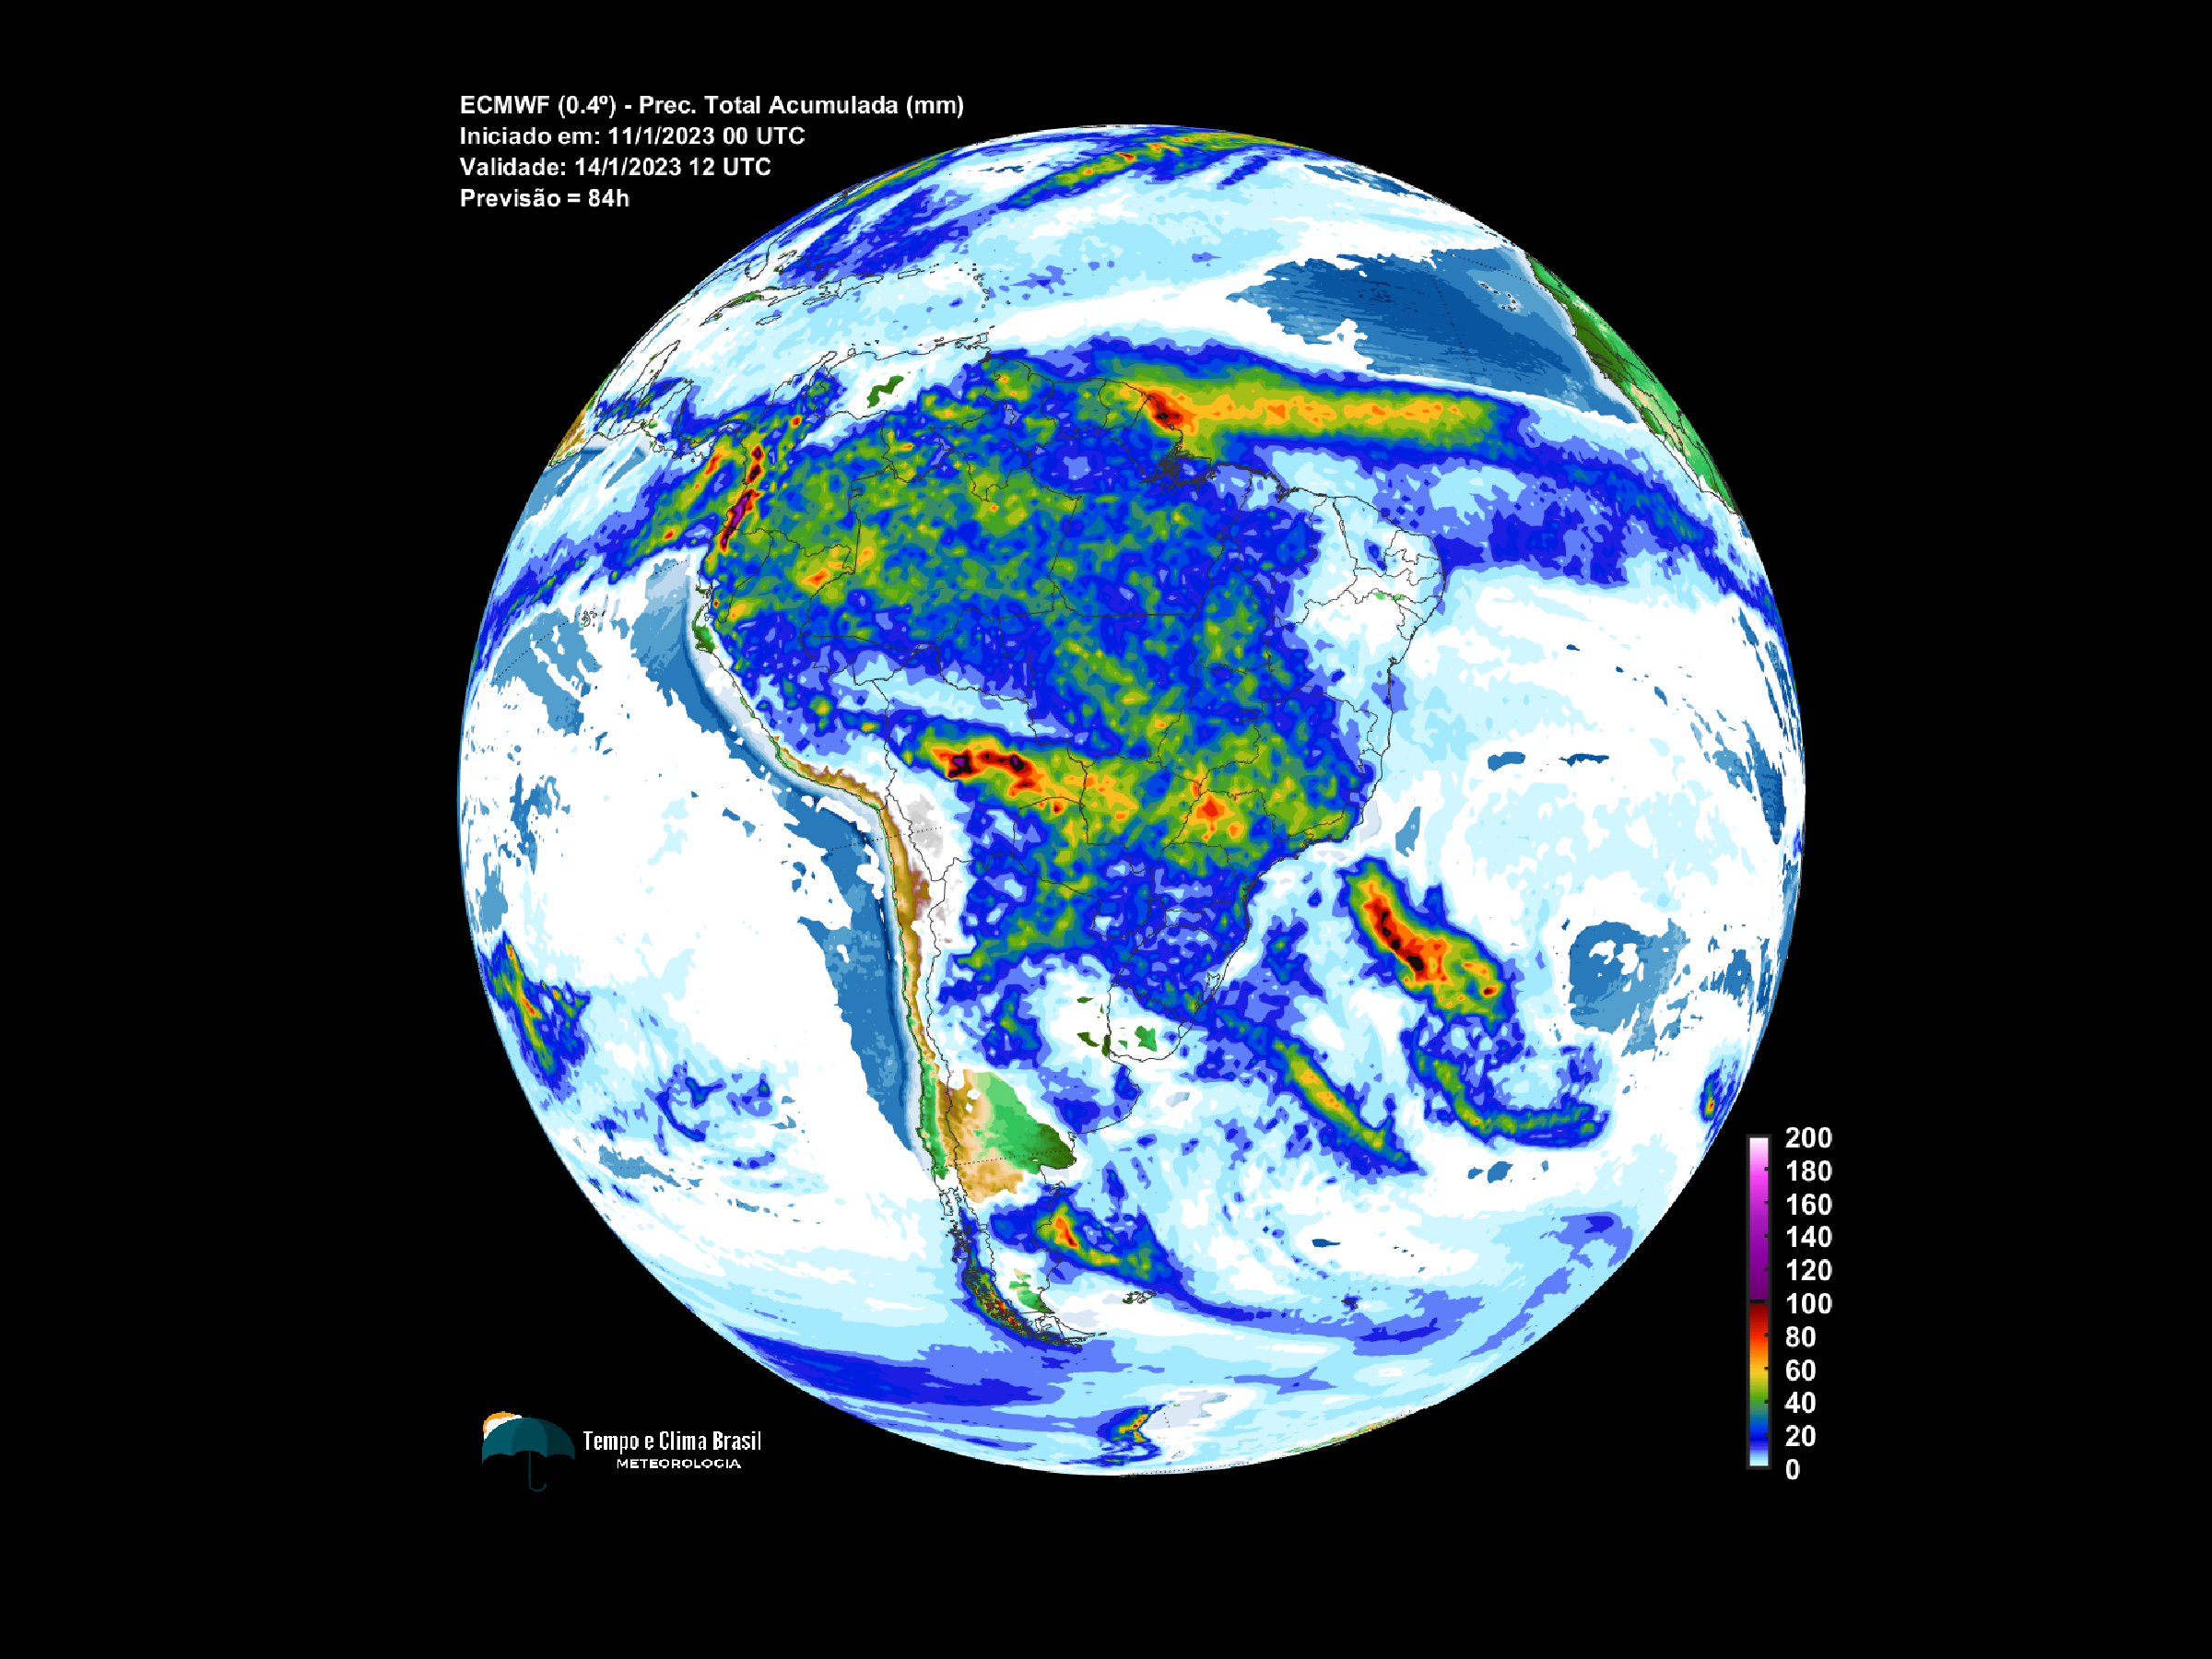 ECMWF (0.4º) - Prec. Total Acumulada (mm)
Iniciado em: 11/1/2023 00 UTC
Validade: 14/1/2023 12 UTC
Previsão = 84h
200
180
160
140
120
100
80
60
40
20
0
Tempo e Clima Brasil
METEOROLOGIA